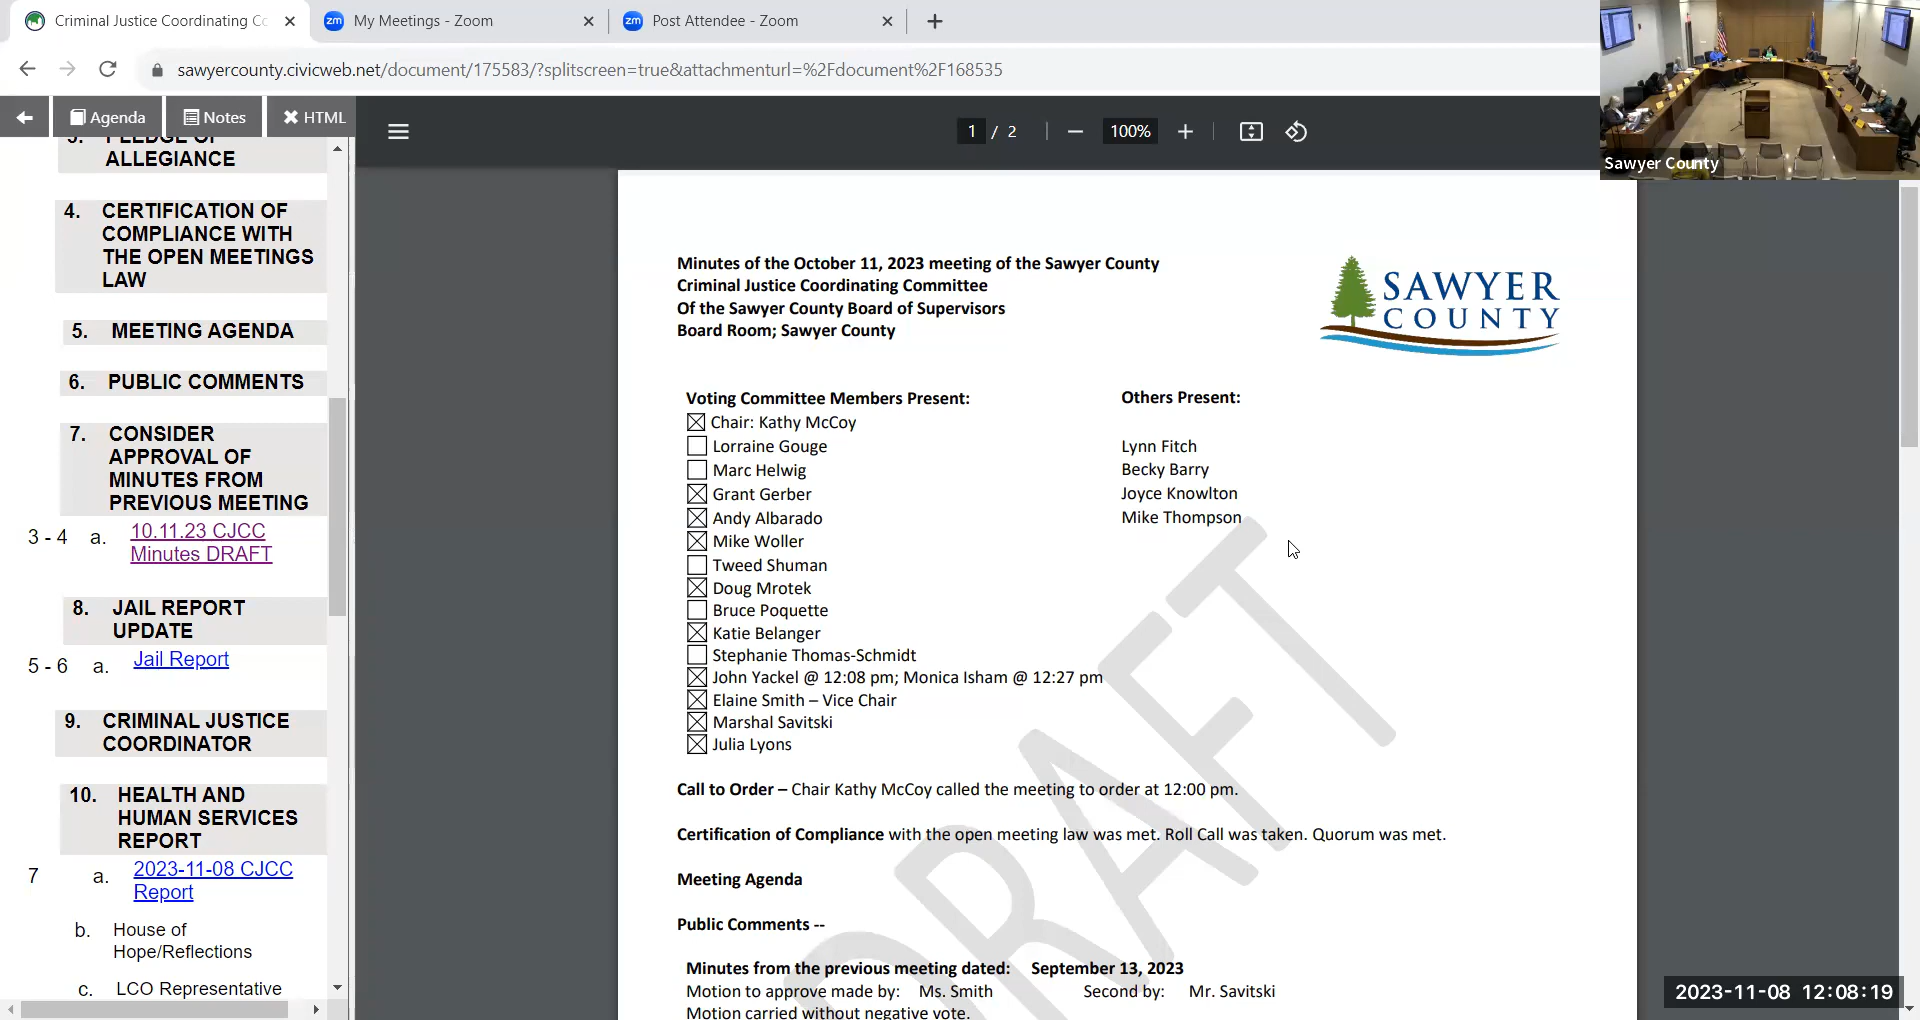 Criminal Justice Coordinating Co
My Meetings - Zoom
Post Attendee - Zoom
sawyercounty.civicweb.net/document/175583/?splitscreen=true&attachmenturl=%2Fdocument%2F168535
Agenda
Notes
HTML
1 / 2
100%
Sawyer County
3. PLEDGE OF
ALLEGIANCE
4. CERTIFICATION OF
COMPLIANCE WITH
THE OPEN MEETINGS
LAW
5. MEETING AGENDA
6. PUBLIC COMMENTS
7. CONSIDER
APPROVAL OF
MINUTES FROM
PREVIOUS MEETING
3 - 4 a. 10.11.23 CJCC
Minutes DRAFT
8. JAIL REPORT
UPDATE
5 - 6 a. Jail Report
9. CRIMINAL JUSTICE
COORDINATOR
10. HEALTH AND
HUMAN SERVICES
REPORT
7 a. 2023-11-08 CJCC
Report
b. House of
Hope/Reflections
c. LCO Representative
Minutes of the October 11, 2023 meeting of the Sawyer County
Criminal Justice Coordinating Committee
Of the Sawyer County Board of Supervisors
Board Room; Sawyer County
SAWYER
COUNTY
Voting Committee Members Present:
Chair: Kathy McCoy
Lorraine Gouge
Marc Helwig
Grant Gerber
Andy Albarado
Mike Woller
Tweed Shuman
Doug Mrotek
Bruce Poquette
Katie Belanger
Stephanie Thomas-Schmidt
John Yackel @ 12:08 pm; Monica Isham @ 12:27 pm
Elaine Smith – Vice Chair
Marshal Savitski
Julia Lyons
Others Present:
Lynn Fitch
Becky Barry
Joyce Knowlton
Mike Thompson
Call to Order – Chair Kathy McCoy called the meeting to order at 12:00 pm.
Certification of Compliance with the open meeting law was met. Roll Call was taken. Quorum was met.
Meeting Agenda
Public Comments --
Minutes from the previous meeting dated: September 13, 2023
Motion to approve made by: Ms. Smith Second by: Mr. Savitski
Motion carried without negative vote.
DRAFT
2023-11-08 12:08:19